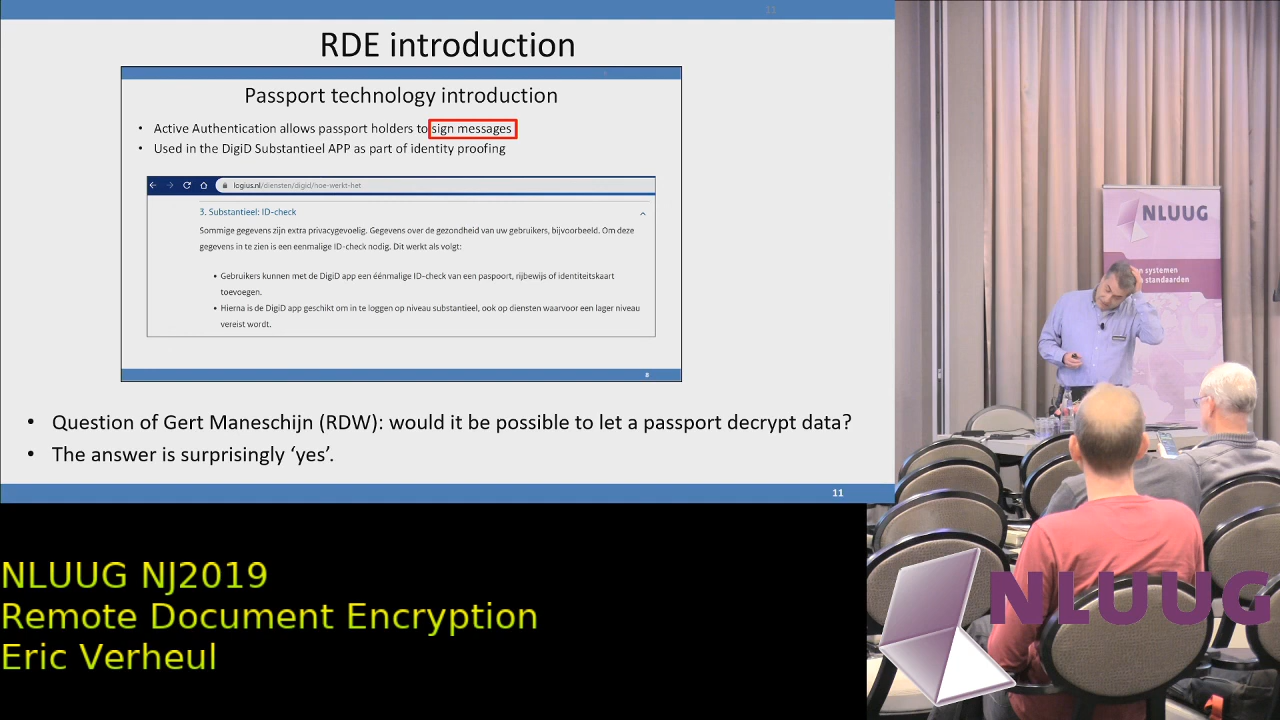 11
RDE introduction
Passport technology introduction
• Active Authentication allows passport holders to sign messages
• Used in the DigiD Substantieel APP as part of identity proofing
logius.nl/diensten/digid/hoe-werkt-het
3. Substantieel: ID-check
Sommige gegevens zijn extra privacygevoelig. Gegevens over de gezondheid van uw gebruikers, bijvoorbeeld. Om deze
gegevens in te zien is een eenmalige ID-check nodig. Dit werkt als volgt:
• Gebruikers kunnen met de DigiD app een éénmalige ID-check van een paspoort, rijbewijs of identiteitskaart
toevoegen.
• Hierna is de DigiD app geschikt om in te loggen op niveau substantieel, ook op diensten waarvoor een lager niveau
vereist wordt.
8
• Question of Gert Maneschijn (RDW): would it be possible to let a passport decrypt data?
• The answer is surprisingly ‘yes’.
11
NLUUG
systemen
standaarden
NLUUG NJ2019
Remote Document Encryption
Eric Verheul
NLUUG